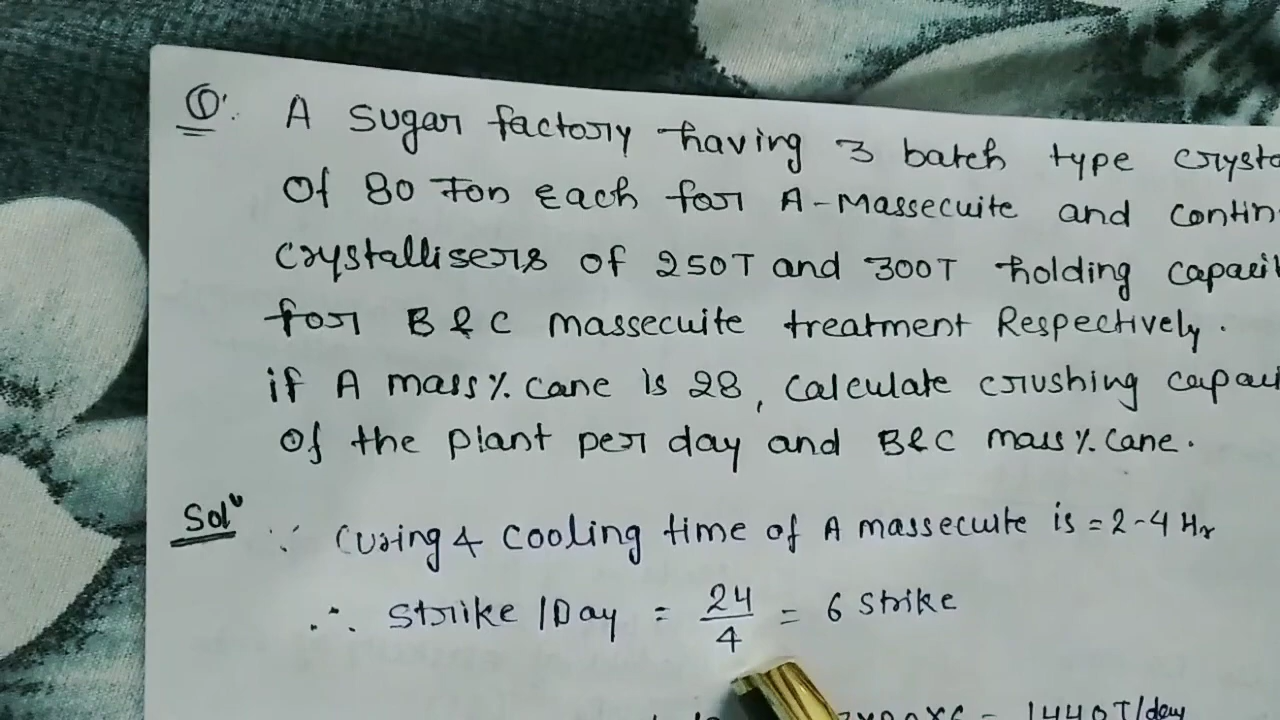 Q. A sugar factory having 3 batch type crysta
Of 80 Ton Each for A-Massecuite and contin
crystallisers of 250T and 300T holding capacit
for B & C massecuite treatment Respectively.
if A mass % cane is 28, calculate crushing capaci
Of the plant per day and B&C mass % cane.
Solⁿ ∵ Curing & cooling time of A massecuite is = 2-4 Hr
∴ Strike /Day = 24/4 = 6 strike
= 1440T/day